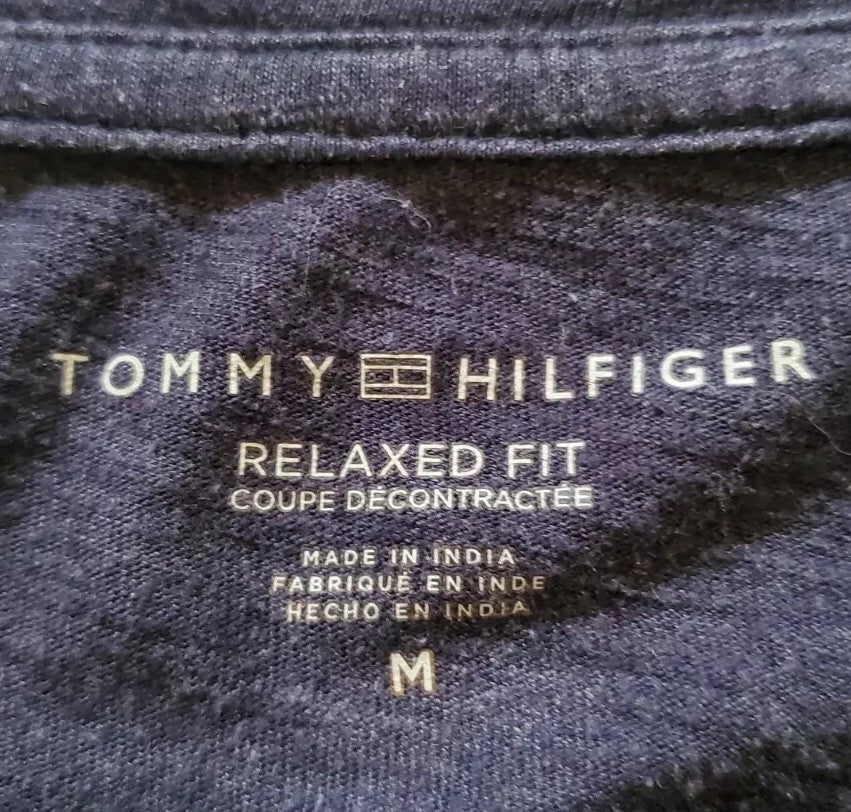 TOMMY HILFIGER
RELAXED FIT
COUPE DÉCONTRACTÉE
MADE IN INDIA
FABRIQUÉ EN INDE
HECHO EN INDIA
M